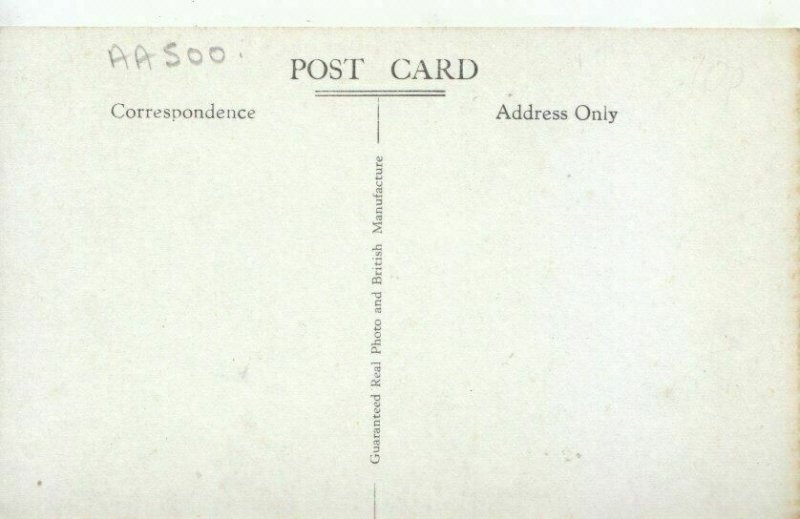 AA500.
POST CARD
Correspondence
Address Only
Guaranteed Real Photo and British Manufacture